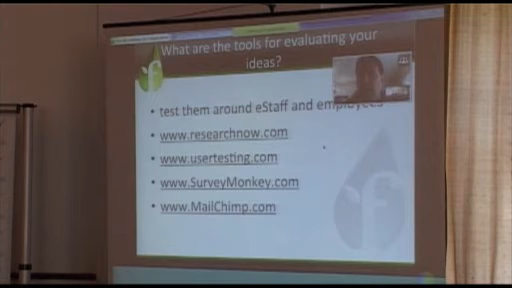 What are the tools for evaluating your
ideas?
• test them around eStaff and employees
• www.researchnow.com
• www.usertesting.com
• www.SurveyMonkey.com
• www.MailChimp.com